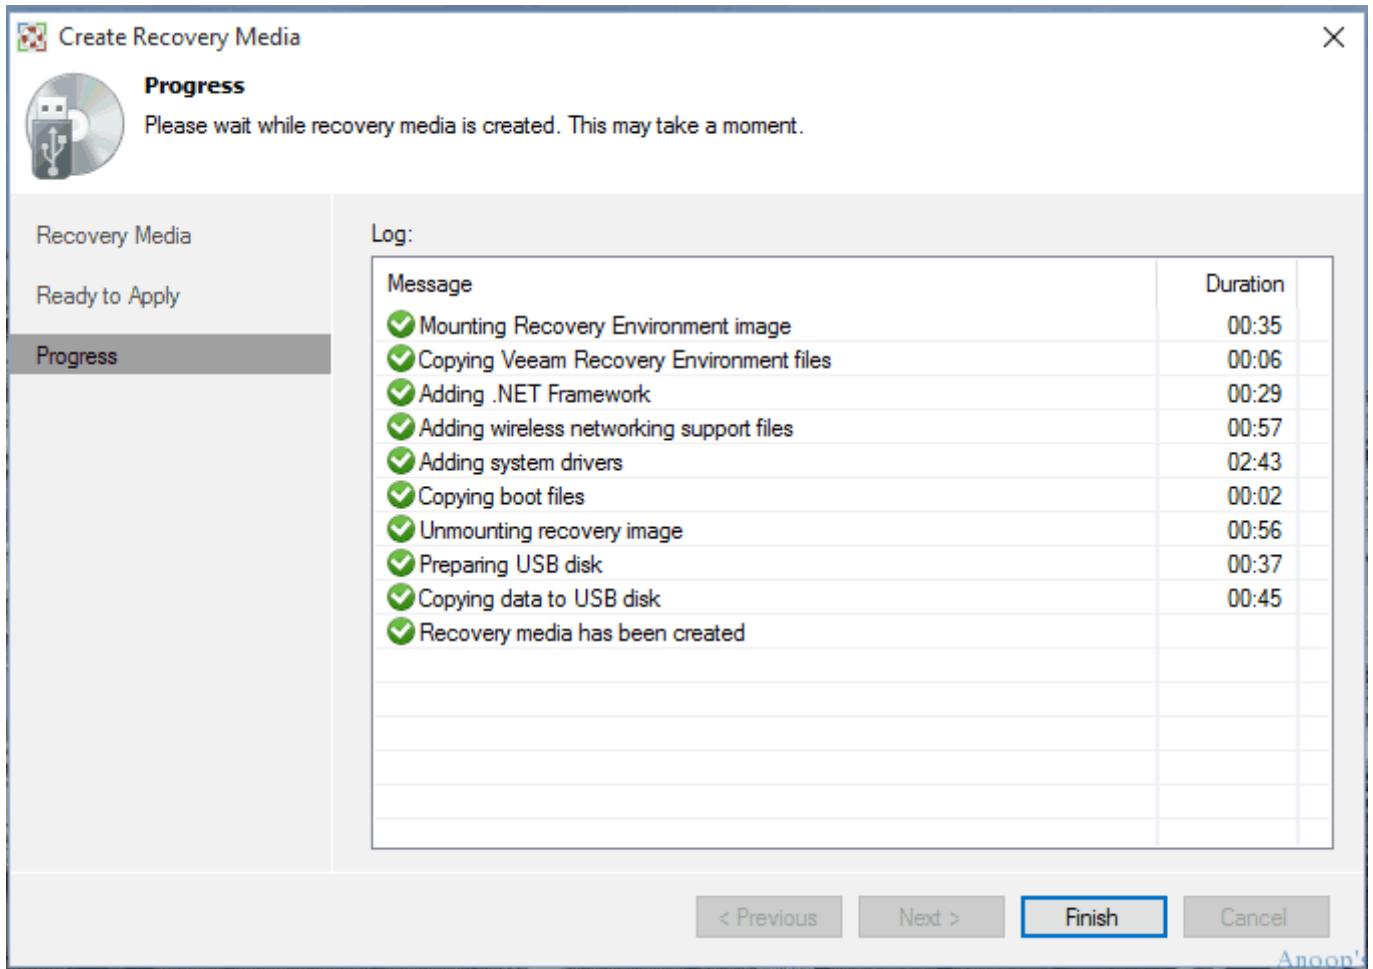 Create Recovery Media
Progress
Please wait while recovery media is created. This may take a moment.
Recovery Media
Ready to Apply
Progress
Log:
Message Duration
Mounting Recovery Environment image 00:35
Copying Veeam Recovery Environment files 00:06
Adding .NET Framework 00:29
Adding wireless networking support files 00:57
Adding system drivers 02:43
Copying boot files 00:02
Unmounting recovery image 00:56
Preparing USB disk 00:37
Copying data to USB disk 00:45
Recovery media has been created
< Previous Next > Finish Cancel
Anoop's